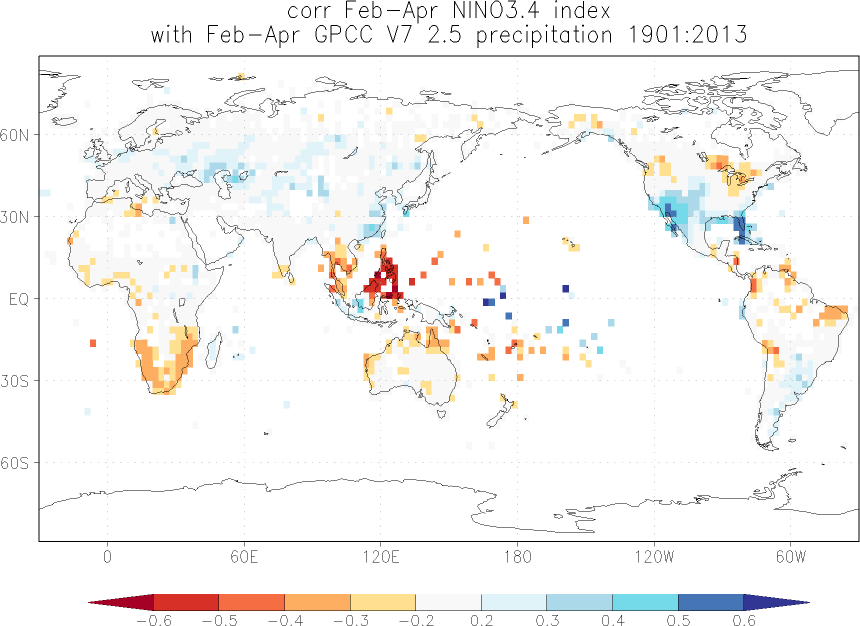 corr Feb-Apr NINO3.4 index
with Feb-Apr GPCC V7 2.5 precipitation 1901:2013
60N
30N
EQ
30S
60S
0 60E 120E 180 120W 60W
-0.6 -0.5 -0.4 -0.3 -0.2 0.2 0.3 0.4 0.5 0.6